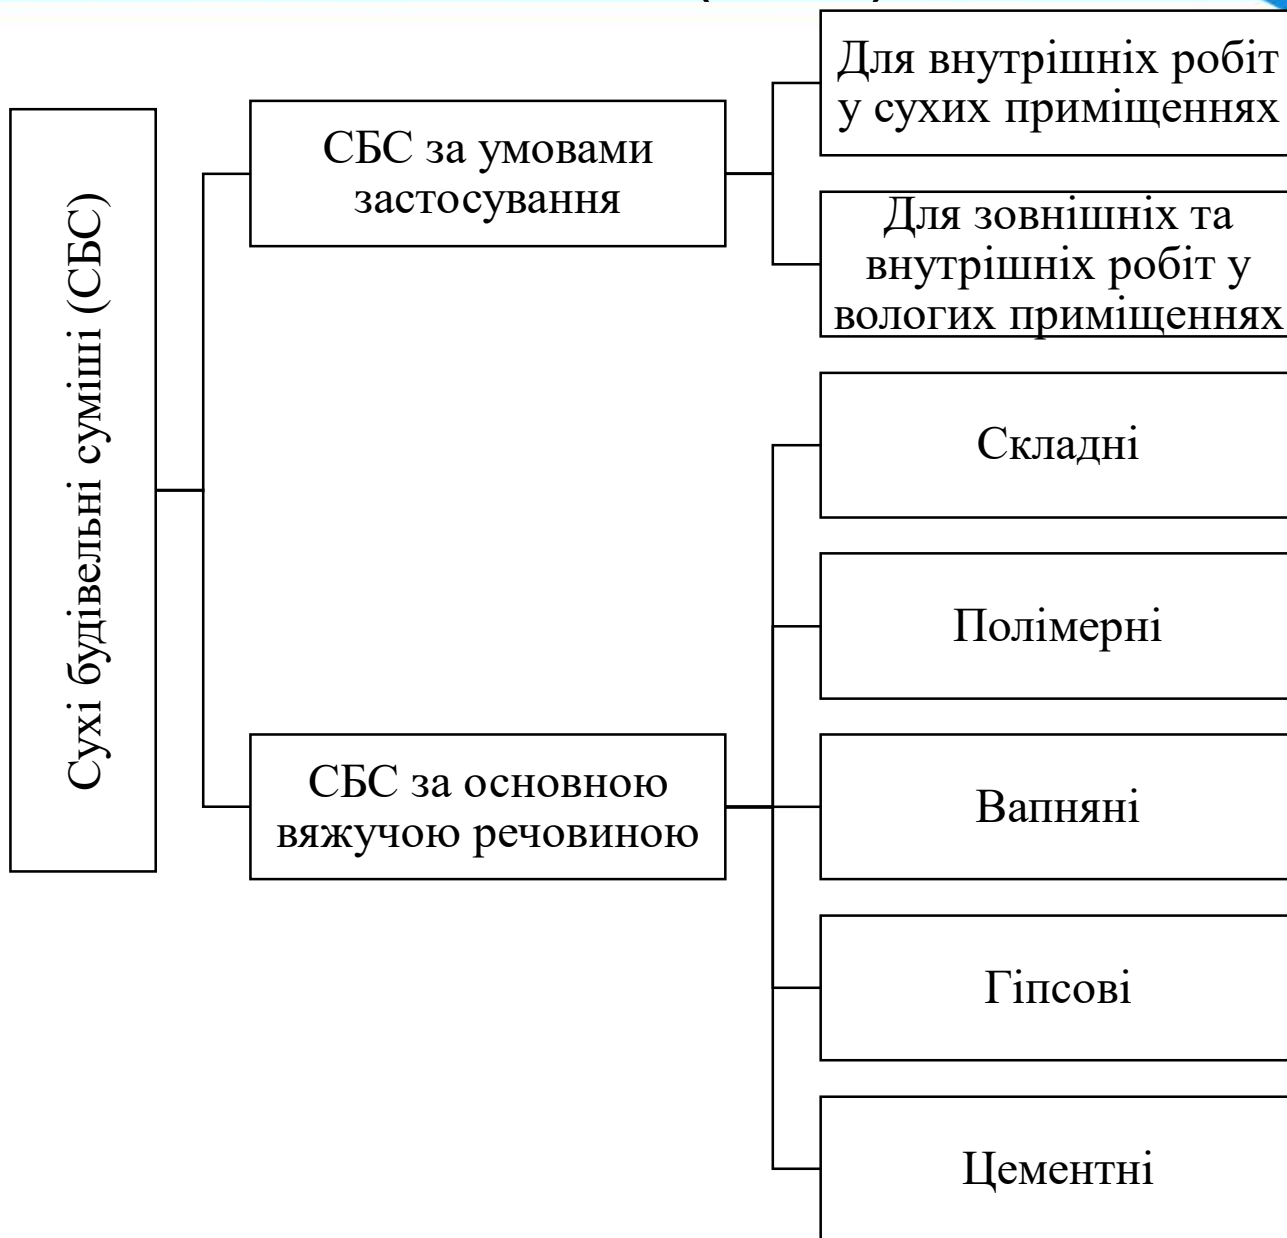 Сухі будівельні суміші (СБС)
СБС за умовами
застосування
Для внутрішніх робіт
у сухих приміщеннях
Для зовнішніх та
внутрішніх робіт у
вологих приміщеннях
СБС за основною
вяжучою речовиною
Складні
Полімерні
Вапняні
Гіпсові
Цементні